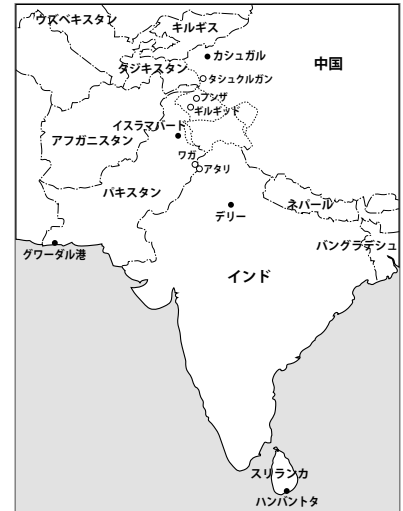 ウズベキスタン
キルギス
カシュガル
タジキスタン
中国
タシュクルガン
フンザ
ギルギッド
イスラマバード
アフガニスタン
ワガ
アタリ
パキスタン
ネパール
デリー
バングラデシュ
グワーダル港
インド
スリランカ
ハンバントタ